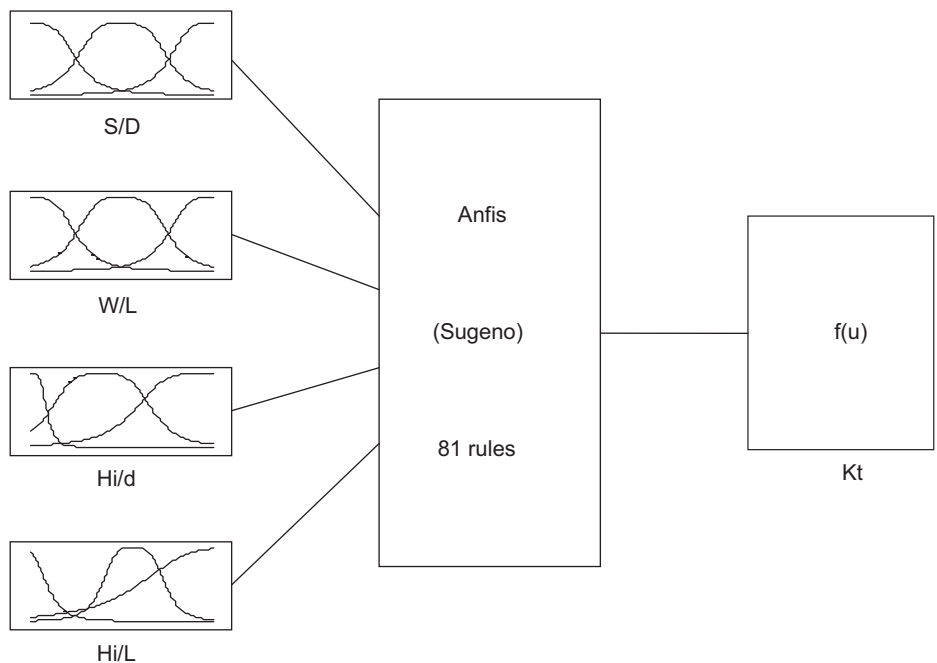 S/D
W/L
Hi/d
Hi/L
Anfis
(Sugeno)
81 rules
f(u)
Kt